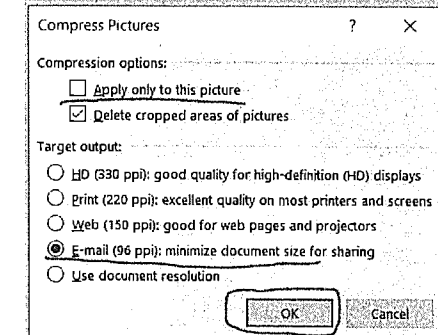 Compress Pictures ? ×
Compression options:
Apply only to this picture
Delete cropped areas of pictures
Target output:
HD (330 ppi): good quality for high-definition (HD) displays
Print (220 ppi): excellent quality on most printers and screens
Web (150 ppi): good for web pages and projectors
E-mail (96 ppi): minimize document size for sharing
Use document resolution
OK Cancel